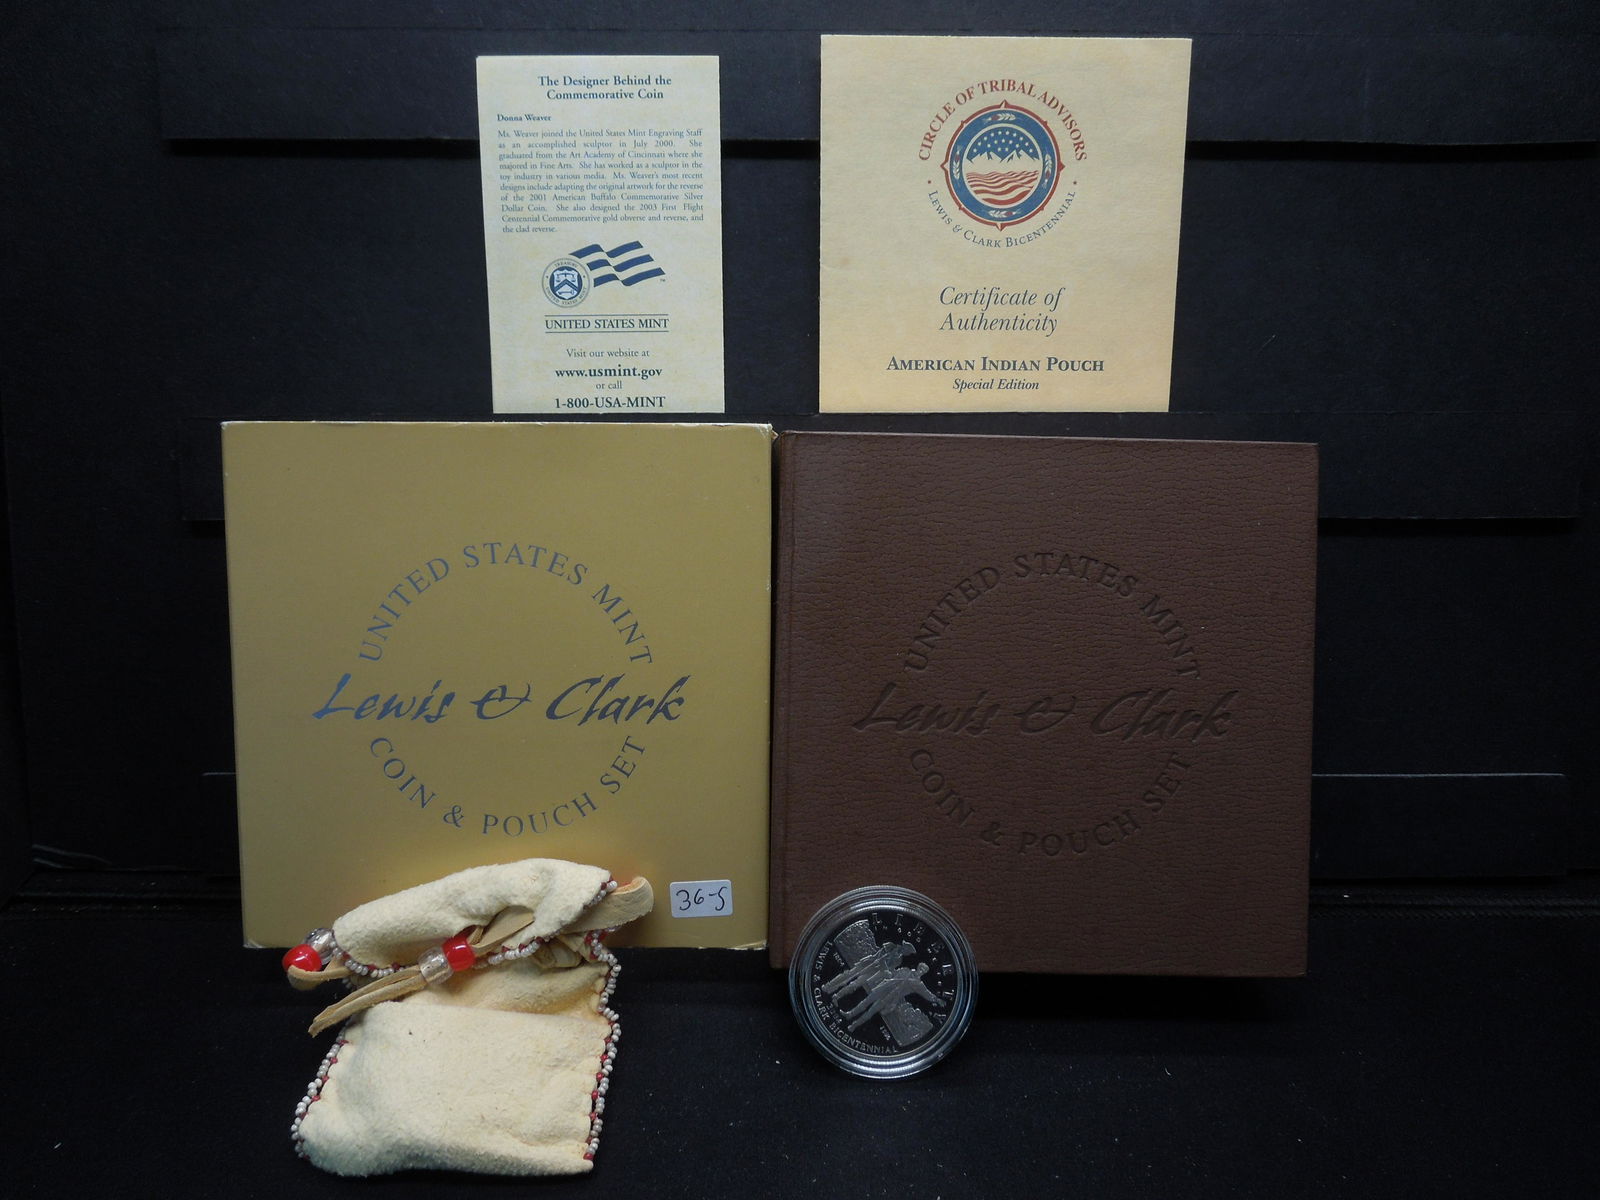 The Designer Behind the
Commemorative Coin
Donna Weaver
Ms. Weaver joined the United States Mint Engraving Staff
as an accomplished sculptor in July 2000. She
graduated from the Art Academy of Cincinnati where she
majored in Fine Arts. She has worked as a sculptor in the
toy industry in various media. Ms. Weaver's most recent
designs include adapting the original artwork for the reverse
of the 2001 American Buffalo Commemorative Silver
Dollar Coin. She also designed the 2003 First Flight
Centennial Commemorative gold obverse and reverse, and
the clad reverse.
UNITED STATES MINT
Visit our website at
www.usmint.gov
or call
1-800-USA-MINT
CIRCLE OF TRIBAL ADVISORS
LEWIS & CLARK BICENTENNIAL
Certificate of
Authenticity
AMERICAN INDIAN POUCH
Special Edition
UNITED STATES MINT
Lewis & Clark
COIN & POUCH SET
36-5
UNITED STATES MINT
Lewis & Clark
COIN & POUCH SET
LIBERTY
LEWIS & CLARK BICENTENNIAL